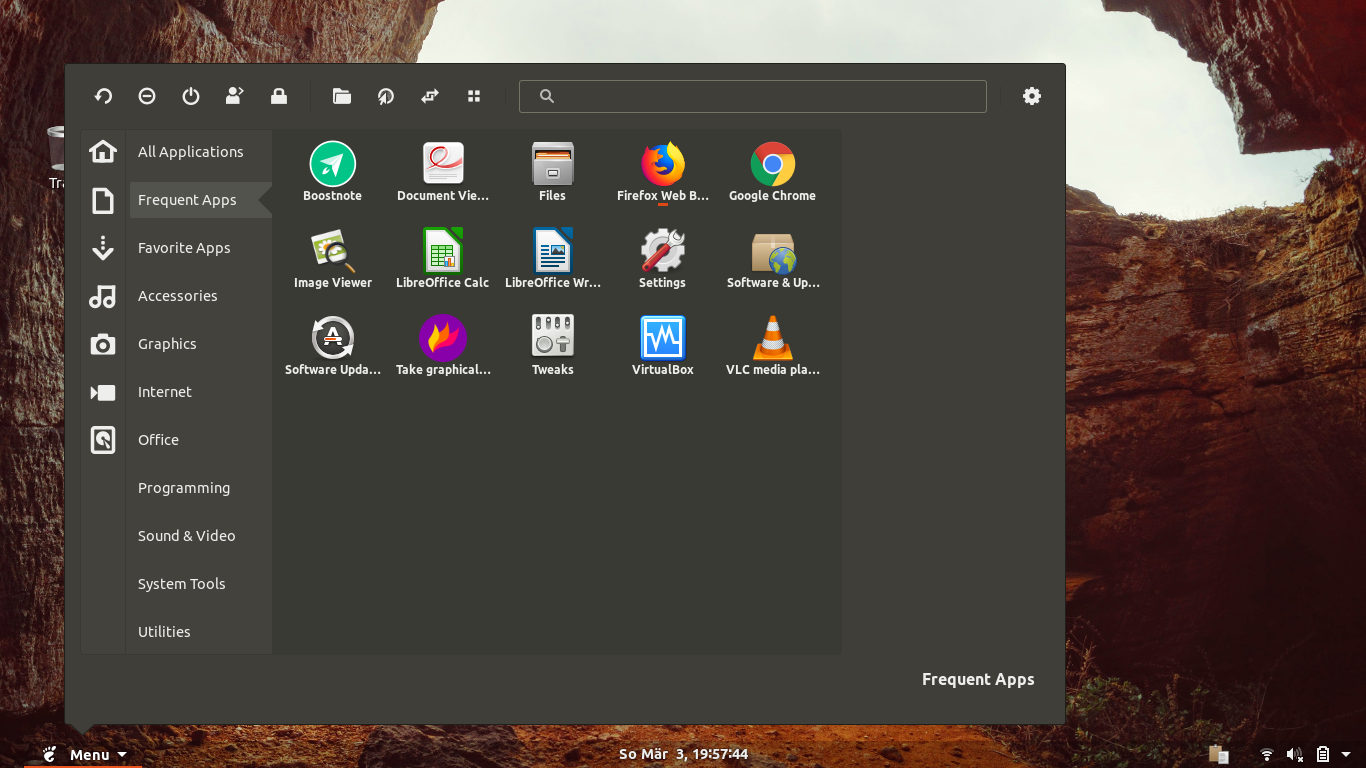 Tra
All Applications
Frequent Apps
Favorite Apps
Accessories
Graphics
Internet
Office
Programming
Sound & Video
System Tools
Utilities
Boostnote
Document Vie...
Files
Firefox Web B...
Google Chrome
Image Viewer
LibreOffice Calc
LibreOffice Wr...
Settings
Software & Up...
Software Upda...
Take graphical...
Tweaks
VirtualBox
VLC media pla...
Frequent Apps
Menu
So Mär 3, 19:57:44